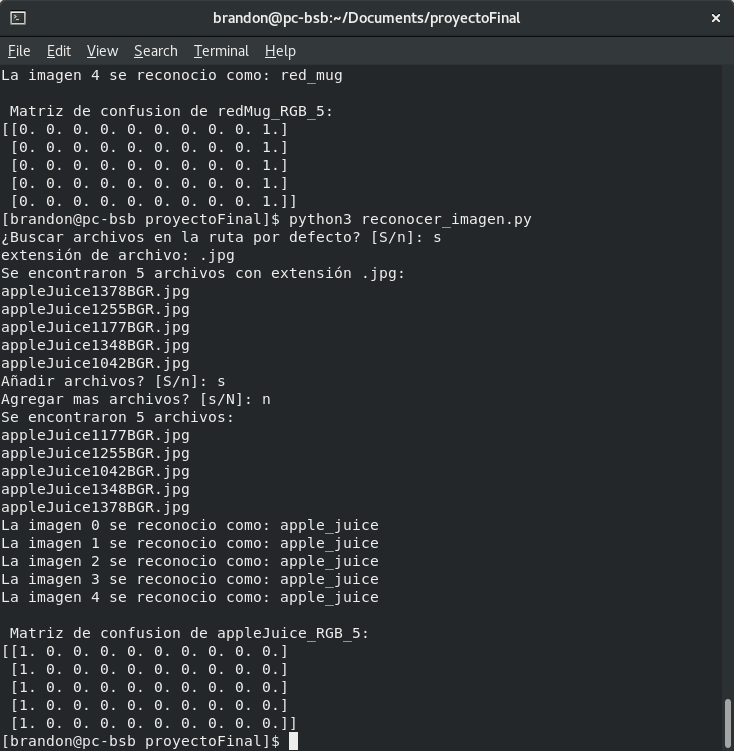 brandon@pc-bsb:~/Documents/proyectoFinal
File Edit View Search Terminal Help
La imagen 4 se reconocio como: red_mug
Matriz de confusion de redMug_RGB_5:
[[0. 0. 0. 0. 0. 0. 0. 0. 0. 1.]
[0. 0. 0. 0. 0. 0. 0. 0. 0. 1.]
[0. 0. 0. 0. 0. 0. 0. 0. 0. 1.]
[0. 0. 0. 0. 0. 0. 0. 0. 0. 1.]
[0. 0. 0. 0. 0. 0. 0. 0. 0. 1.]]
[brandon@pc-bsb proyectoFinal]$ python3 reconocer_imagen.py
¿Buscar archivos en la ruta por defecto? [S/n]: s
extensión de archivo: .jpg
Se encontraron 5 archivos con extensión .jpg:
appleJuice1378BGR.jpg
appleJuice1255BGR.jpg
appleJuice1177BGR.jpg
appleJuice1348BGR.jpg
appleJuice1042BGR.jpg
Añadir archivos? [S/n]: s
Agregar mas archivos? [s/N]: n
Se encontraron 5 archivos:
appleJuice1177BGR.jpg
appleJuice1255BGR.jpg
appleJuice1042BGR.jpg
appleJuice1348BGR.jpg
appleJuice1378BGR.jpg
La imagen 0 se reconocio como: apple_juice
La imagen 1 se reconocio como: apple_juice
La imagen 2 se reconocio como: apple_juice
La imagen 3 se reconocio como: apple_juice
La imagen 4 se reconocio como: apple_juice
Matriz de confusion de appleJuice_RGB_5:
[[1. 0. 0. 0. 0. 0. 0. 0. 0. 0.]
[1. 0. 0. 0. 0. 0. 0. 0. 0. 0.]
[1. 0. 0. 0. 0. 0. 0. 0. 0. 0.]
[1. 0. 0. 0. 0. 0. 0. 0. 0. 0.]
[1. 0. 0. 0. 0. 0. 0. 0. 0. 0.]]
[brandon@pc-bsb proyectoFinal]$